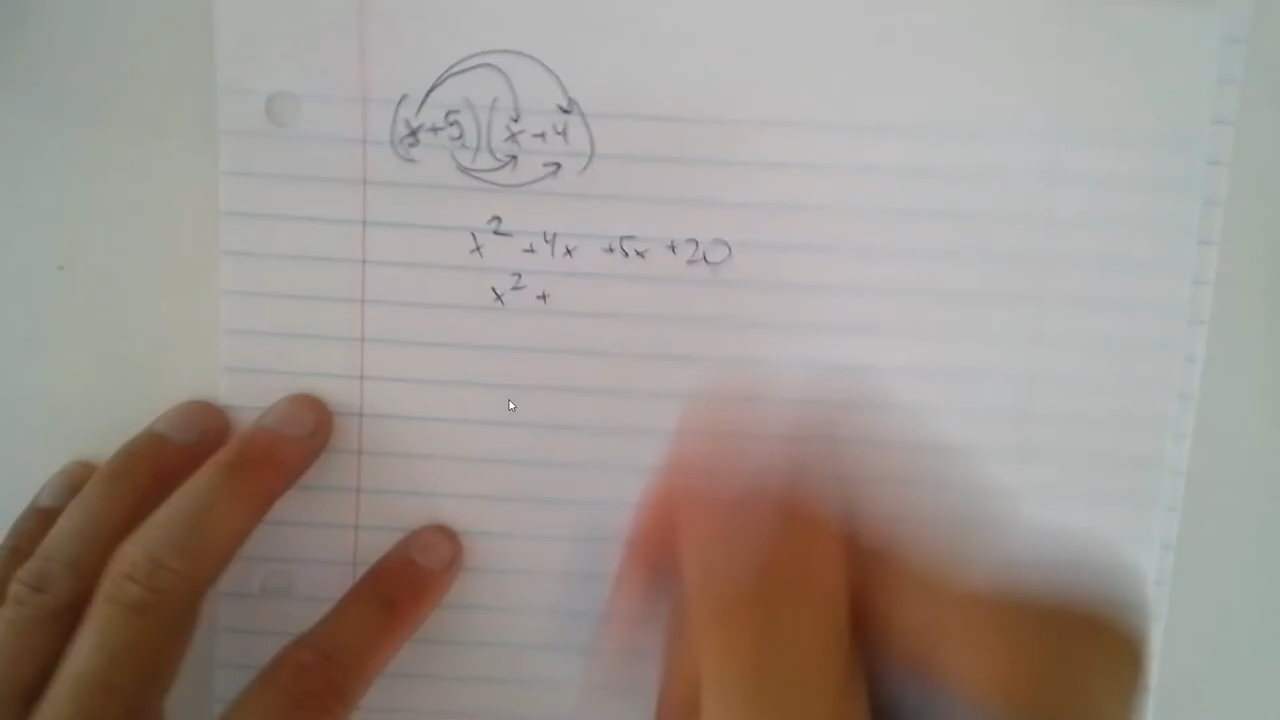 (x+5)(x+4)
x² +4x +5x +20
x² +